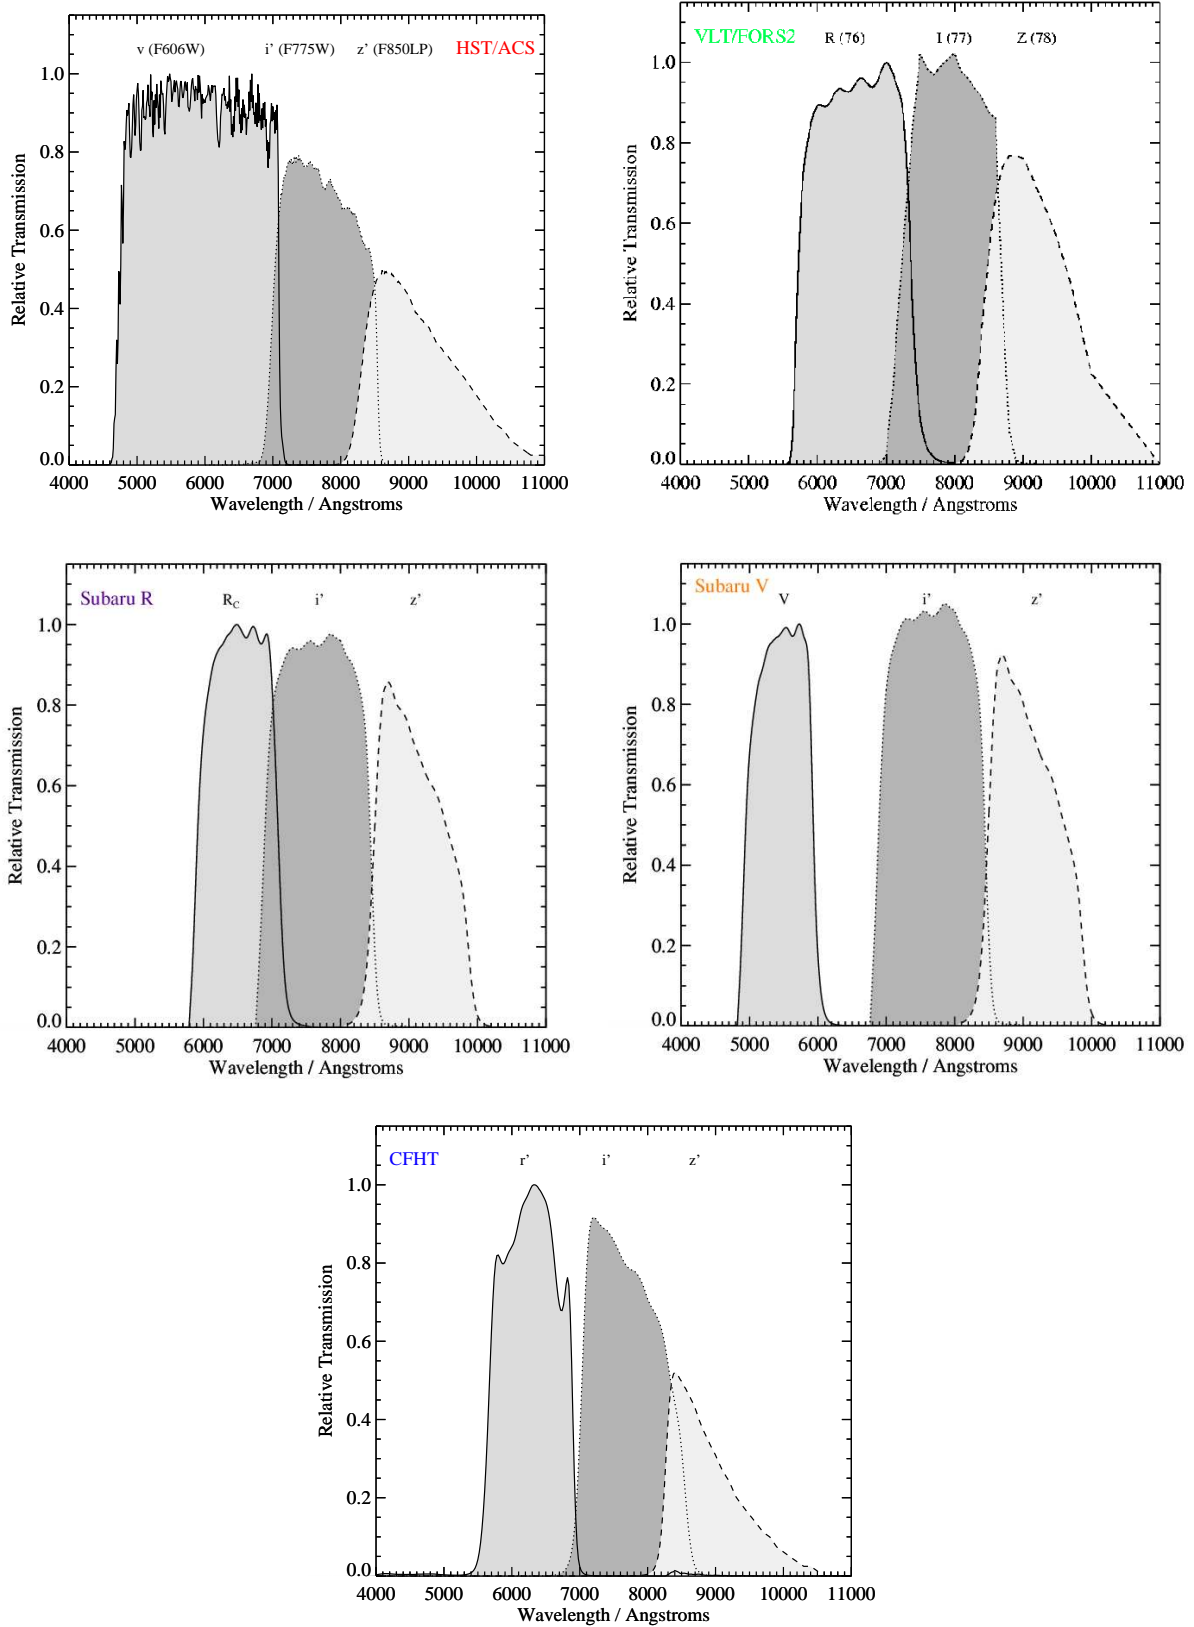 v (F606W) i’ (F775W) z’ (F850LP) HST/ACS
1.0
0.8
0.6
0.4
0.2
0.0
Relative Transmission
4000 5000 6000 7000 8000 9000 10000 11000
Wavelength / Angstroms
VLT/FORS2 R (76) I (77) Z (78)
1.0
0.8
0.6
0.4
0.2
0.0
Relative Transmission
4000 5000 6000 7000 8000 9000 10000 11000
Wavelength / Angstroms
Subaru R R_C i’ z’
1.0
0.8
0.6
0.4
0.2
0.0
Relative Transmission
4000 5000 6000 7000 8000 9000 10000 11000
Wavelength / Angstroms
Subaru V V i’ z’
1.0
0.8
0.6
0.4
0.2
0.0
Relative Transmission
4000 5000 6000 7000 8000 9000 10000 11000
Wavelength / Angstroms
CFHT r’ i’ z’
1.0
0.8
0.6
0.4
0.2
0.0
Relative Transmission
4000 5000 6000 7000 8000 9000 10000 11000
Wavelength / Angstroms